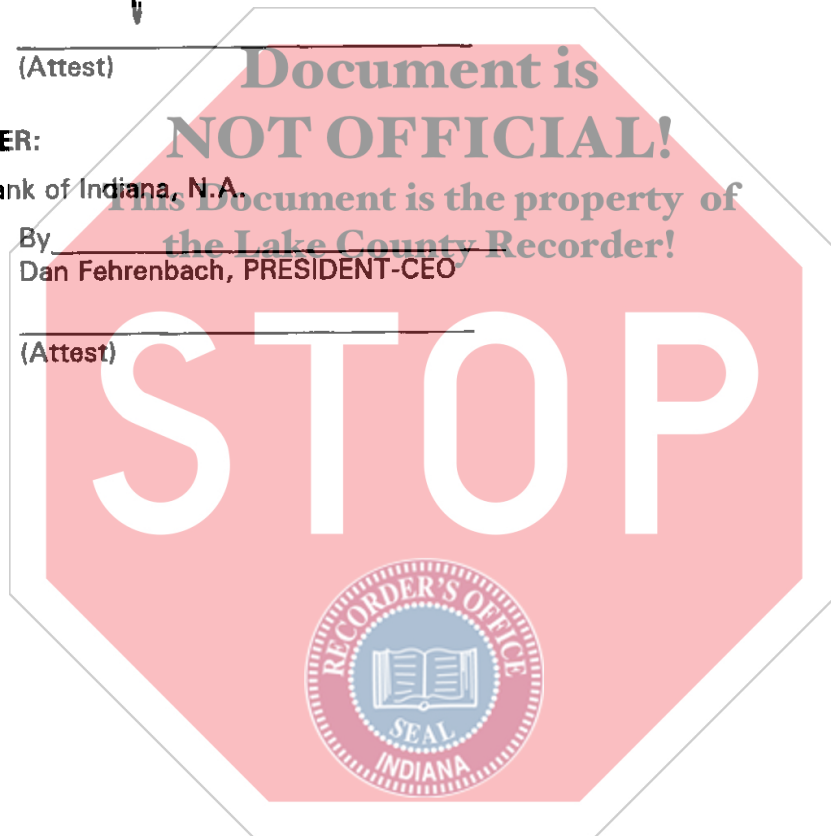 (Attest)
Document is
NOT OFFICIAL!
This Document is the property of
the Lake County Recorder!
ER:
ank of Indiana, N.A.
By
Dan Fehrenbach, PRESIDENT-CEO
(Attest)
STOP
RECORDER'S OFFICE
SEAL
INDIANA